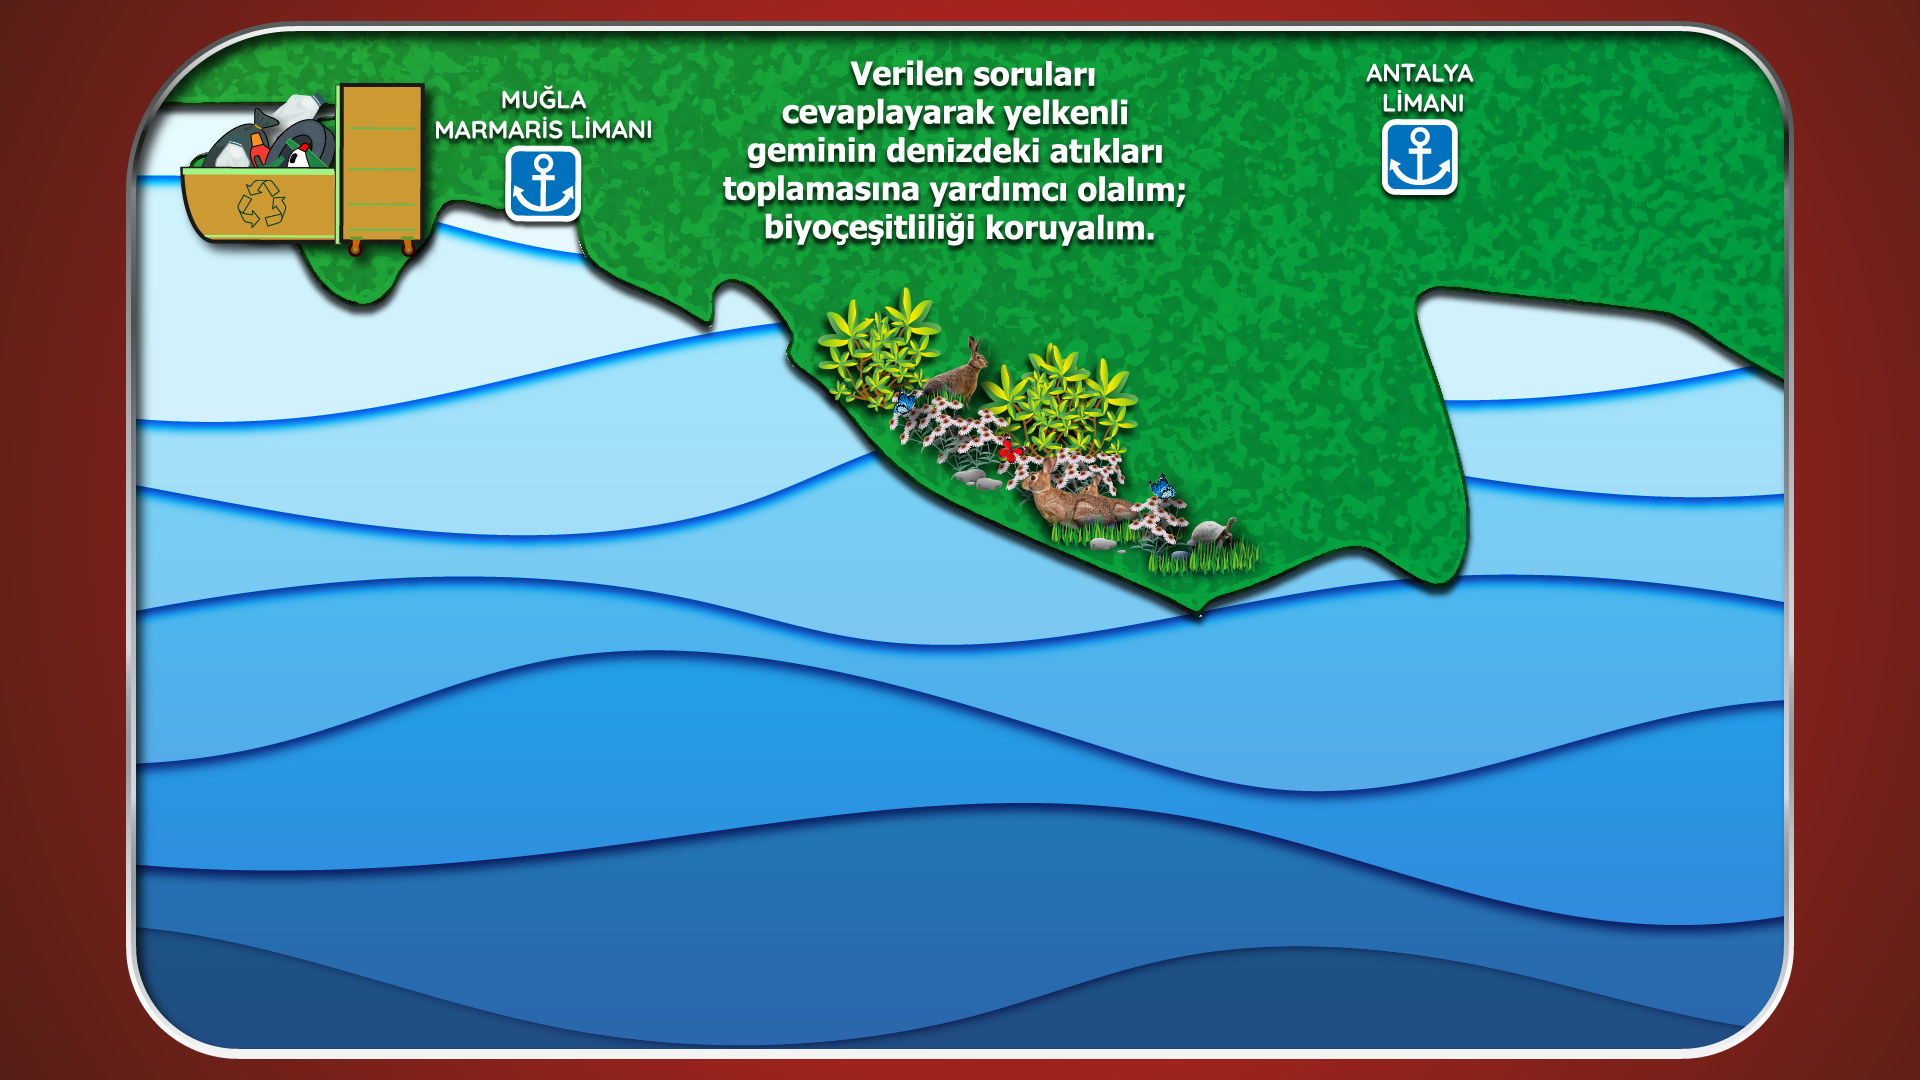 MUĞLA
MARMARİS LİMANI
Verilen soruları
cevaplayarak yelkenli
geminin denizdeki atıkları
toplamasına yardımcı olalım;
biyoçeşitliliği koruyalım.
ANTALYA
LİMANI